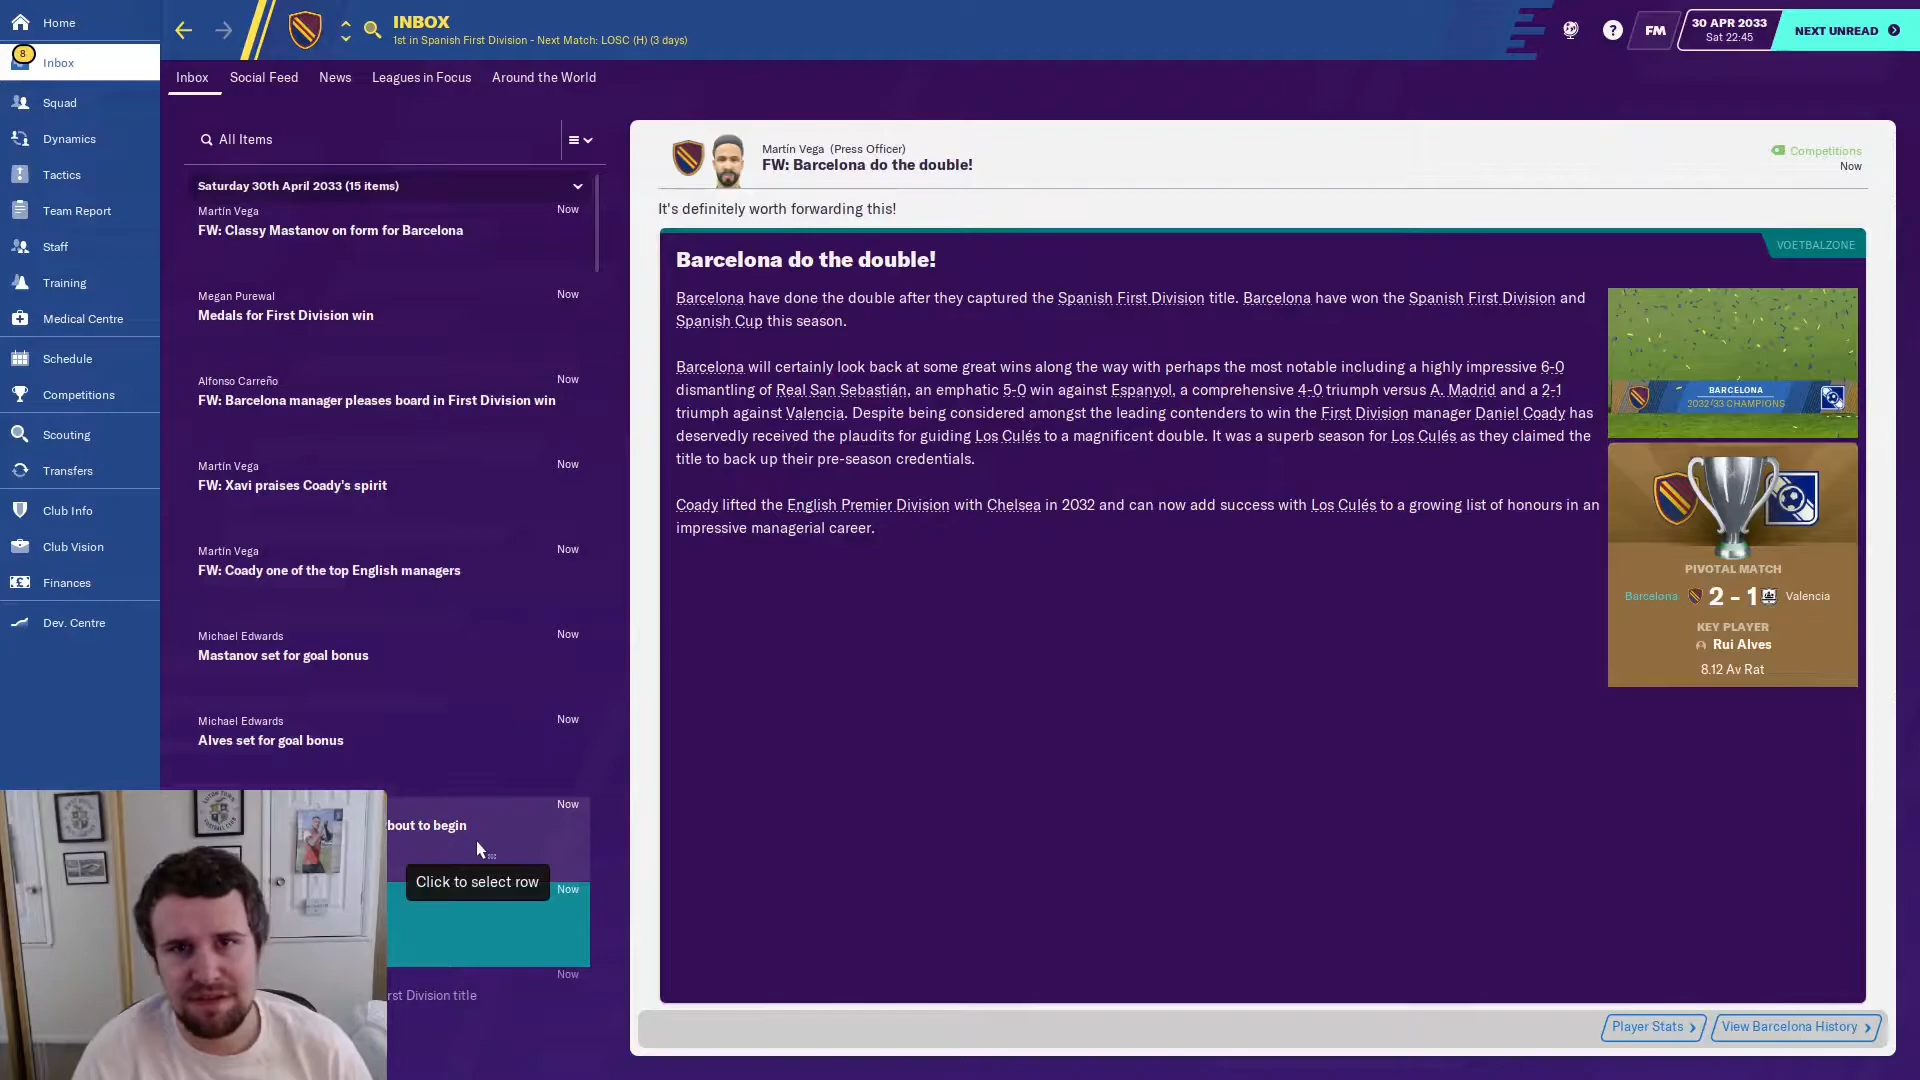 Home
8
Inbox
Squad
Dynamics
Tactics
Team Report
Staff
Training
Medical Centre
Schedule
Competitions
Scouting
Transfers
Club Info
Club Vision
Finances
Dev. Centre
INBOX
1st in Spanish First Division - Next Match: LOSC (H) (3 days)
?
FM
30 APR 2033
Sat 22:45
NEXT UNREAD
Inbox
Social Feed
News
Leagues in Focus
Around the World
All Items
Saturday 30th April 2033 (15 items)
Martín Vega
Now
FW: Classy Mastanov on form for Barcelona
Megan Purewal
Now
Medals for First Division win
Alfonso Carreño
Now
FW: Barcelona manager pleases board in First Division win
Martín Vega
Now
FW: Xavi praises Coady's spirit
Martín Vega
Now
FW: Coady one of the top English managers
Michael Edwards
Now
Mastanov set for goal bonus
Michael Edwards
Now
Alves set for goal bonus
Now
bout to begin
Click to select row
Now
Now
rst Division title
Martín Vega (Press Officer)
FW: Barcelona do the double!
Competitions
Now
It's definitely worth forwarding this!
VOETBALZONE
Barcelona do the double!
Barcelona have done the double after they captured the Spanish First Division title. Barcelona have won the Spanish First Division and
Spanish Cup this season.
Barcelona will certainly look back at some great wins along the way with perhaps the most notable including a highly impressive 6-0
dismantling of Real San Sebastián, an emphatic 5-0 win against Espanyol, a comprehensive 4-0 triumph versus A. Madrid and a 2-1
triumph against Valencia. Despite being considered amongst the leading contenders to win the First Division manager Daniel Coady has
deservedly received the plaudits for guiding Los Culés to a magnificent double. It was a superb season for Los Culés as they claimed the
title to back up their pre-season credentials.
Coady lifted the English Premier Division with Chelsea in 2032 and can now add success with Los Culés to a growing list of honours in an
impressive managerial career.
BARCELONA
2032/33 CHAMPIONS
PIVOTAL MATCH
Barcelona 2 - 1 Valencia
KEY PLAYER
Rui Alves
8.12 Av Rat
Player Stats
View Barcelona History